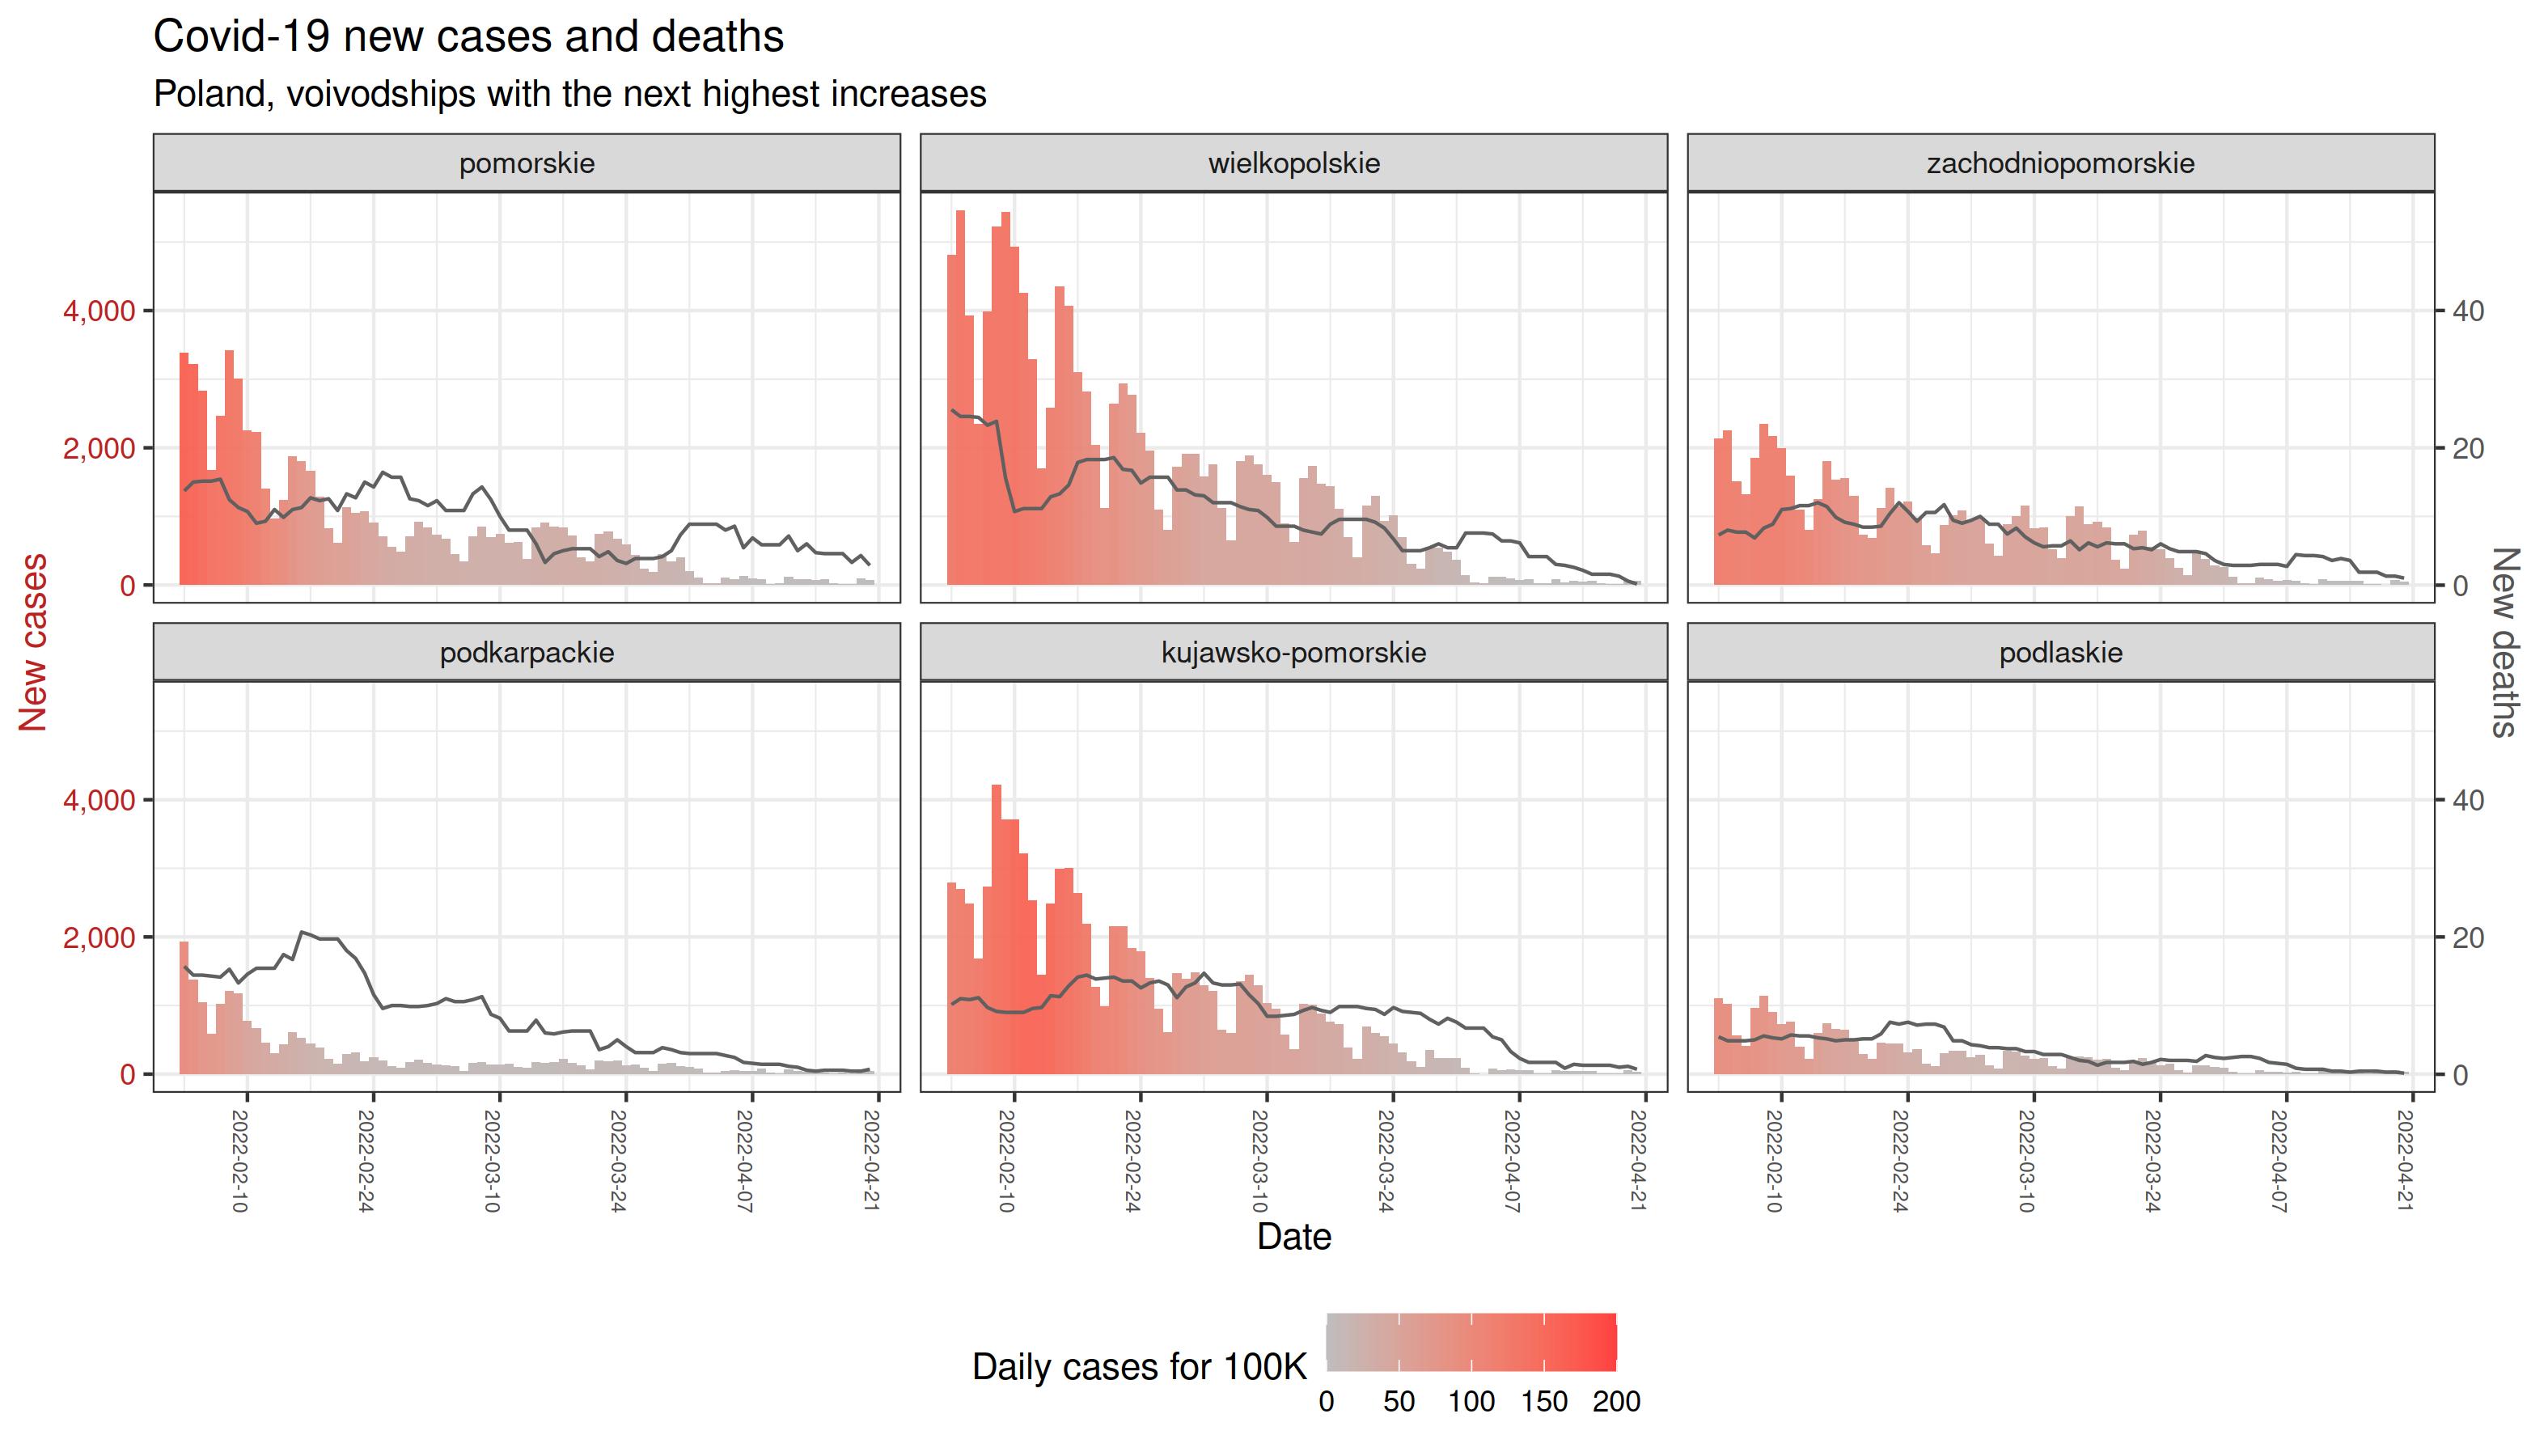 Covid-19 new cases and deaths
Poland, voivodships with the next highest increases
pomorskie
wielkopolskie
zachodniopomorskie
4,000
2,000
0
40
20
0
podkarpackie
kujawsko-pomorskie
podlaskie
4,000
2,000
0
40
20
0
New cases
New deaths
2022-02-10
2022-02-24
2022-03-10
2022-03-24
2022-04-07
2022-04-21
2022-02-10
2022-02-24
2022-03-10
2022-03-24
2022-04-07
2022-04-21
2022-02-10
2022-02-24
2022-03-10
2022-03-24
2022-04-07
2022-04-21
Date
Daily cases for 100K
0 50 100 150 200